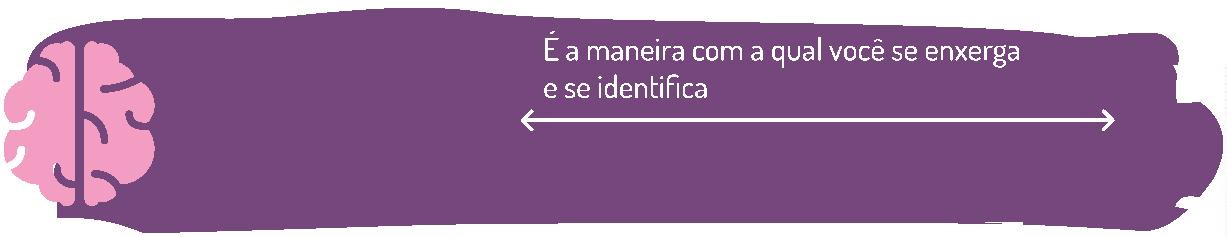 É a maneira com a qual você se enxerga
e se identifica